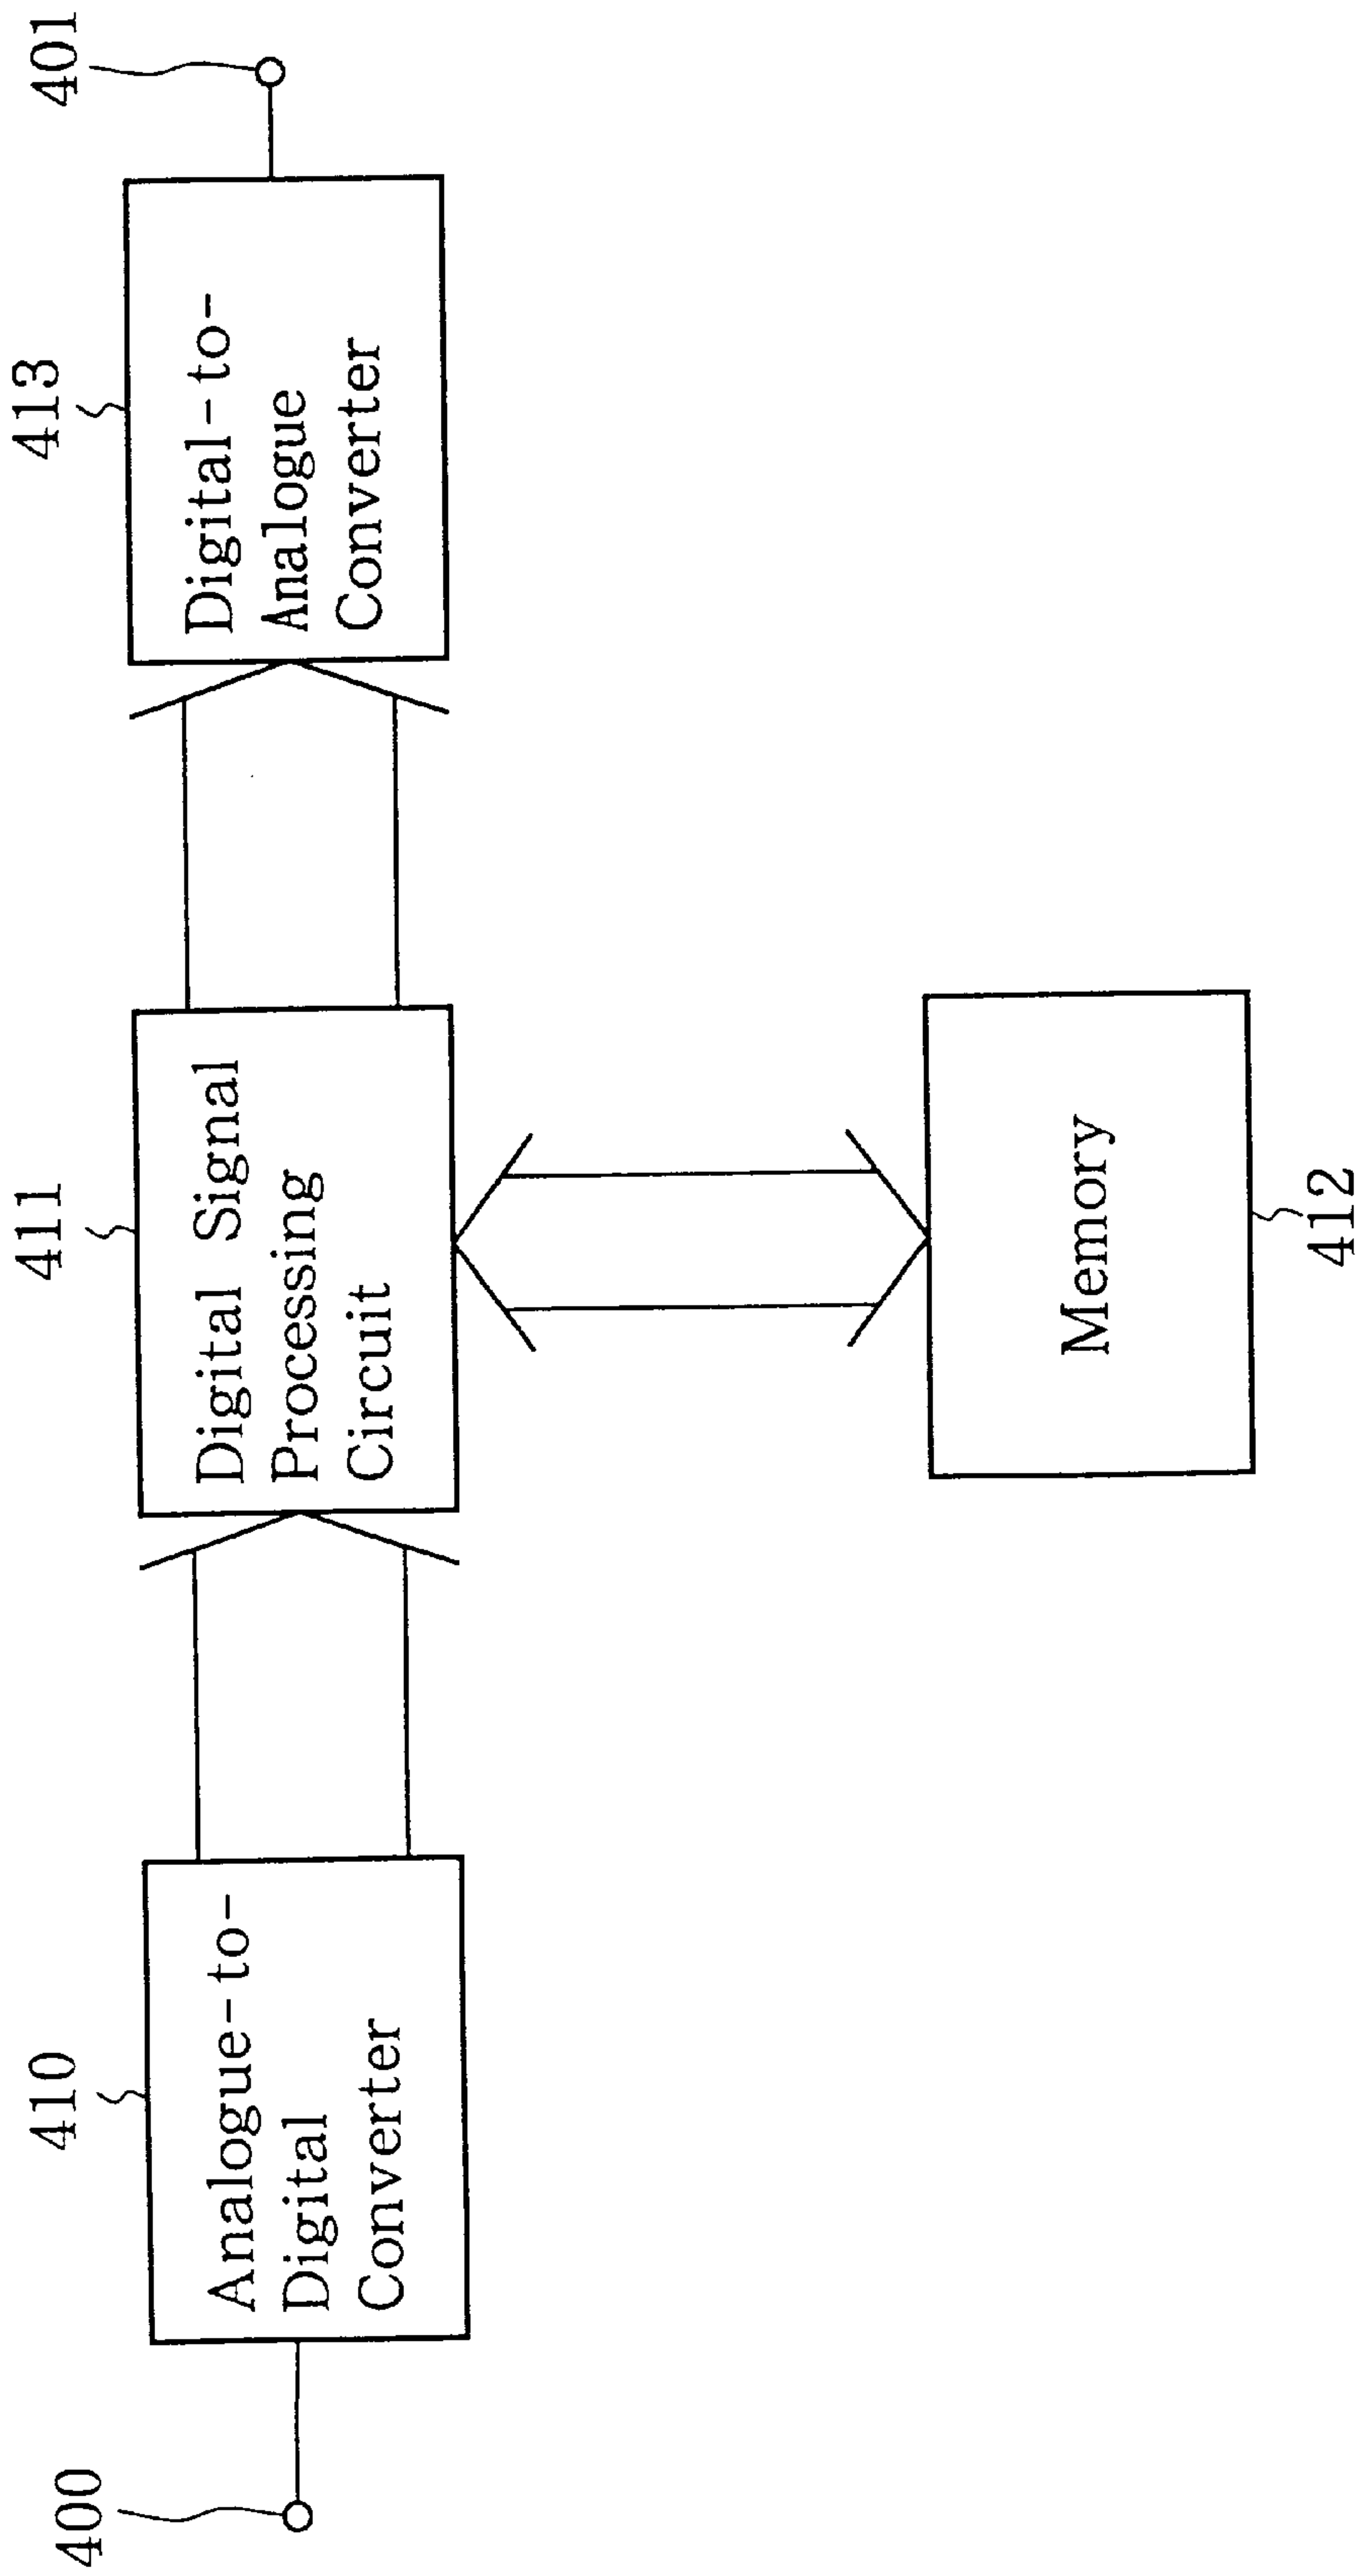 400
410
Analogue-to-
Digital
Converter
411
Digital Signal
Processing
Circuit
413
Digital-to-
Analogue
Converter
401
Memory
412